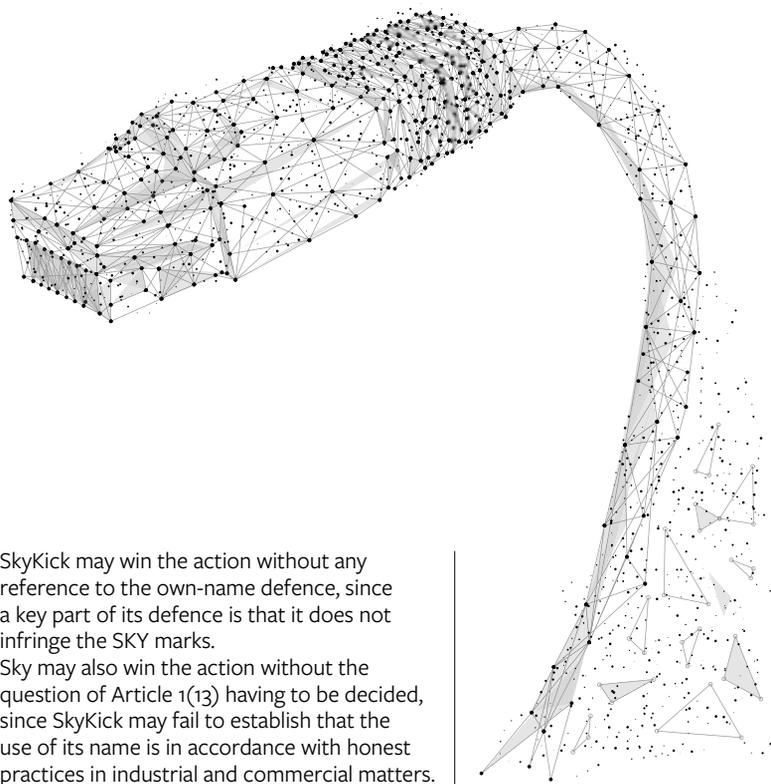 SkyKick may win the action without any
reference to the own-name defence, since
a key part of its defence is that it does not
infringe the SKY marks.
Sky may also win the action without the
question of Article 1(13) having to be decided,
since SkyKick may fail to establish that the
use of its name is in accordance with honest
practices in industrial and commercial matters.